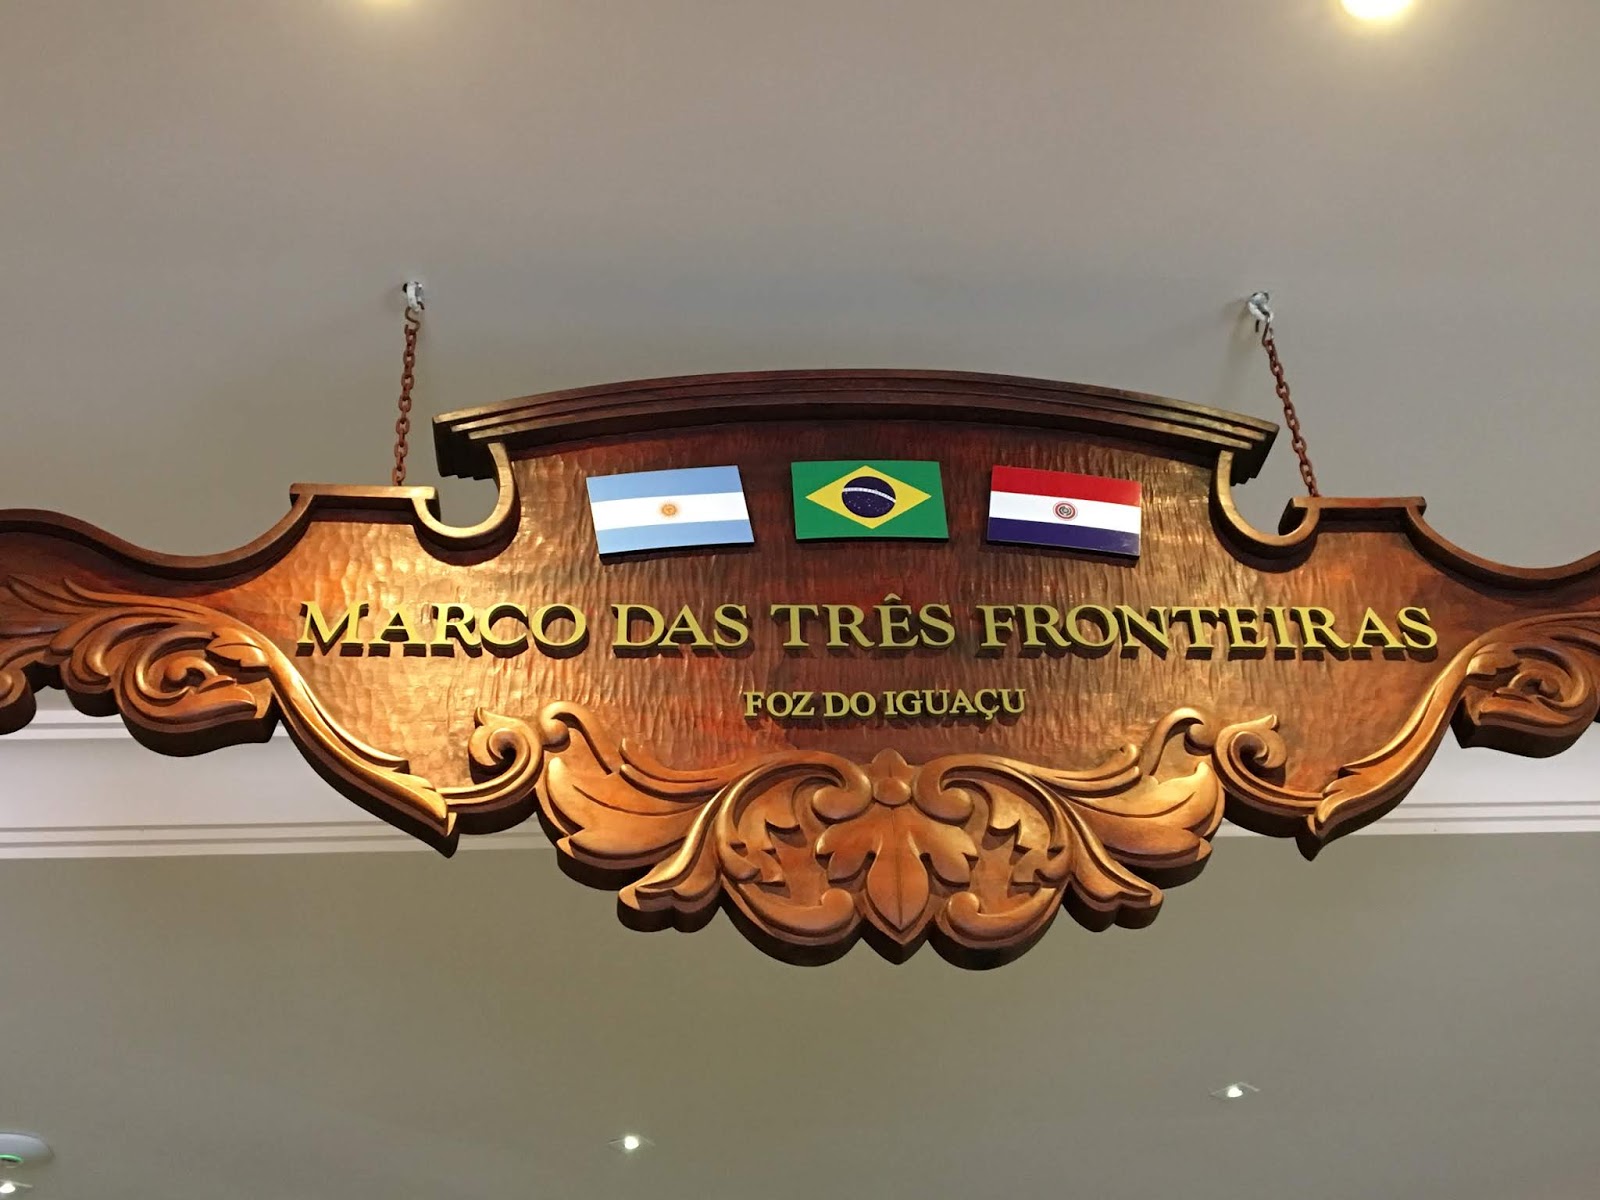 MARCO DAS TRÊS FRONTEIRAS
FOZ DO IGUAÇU